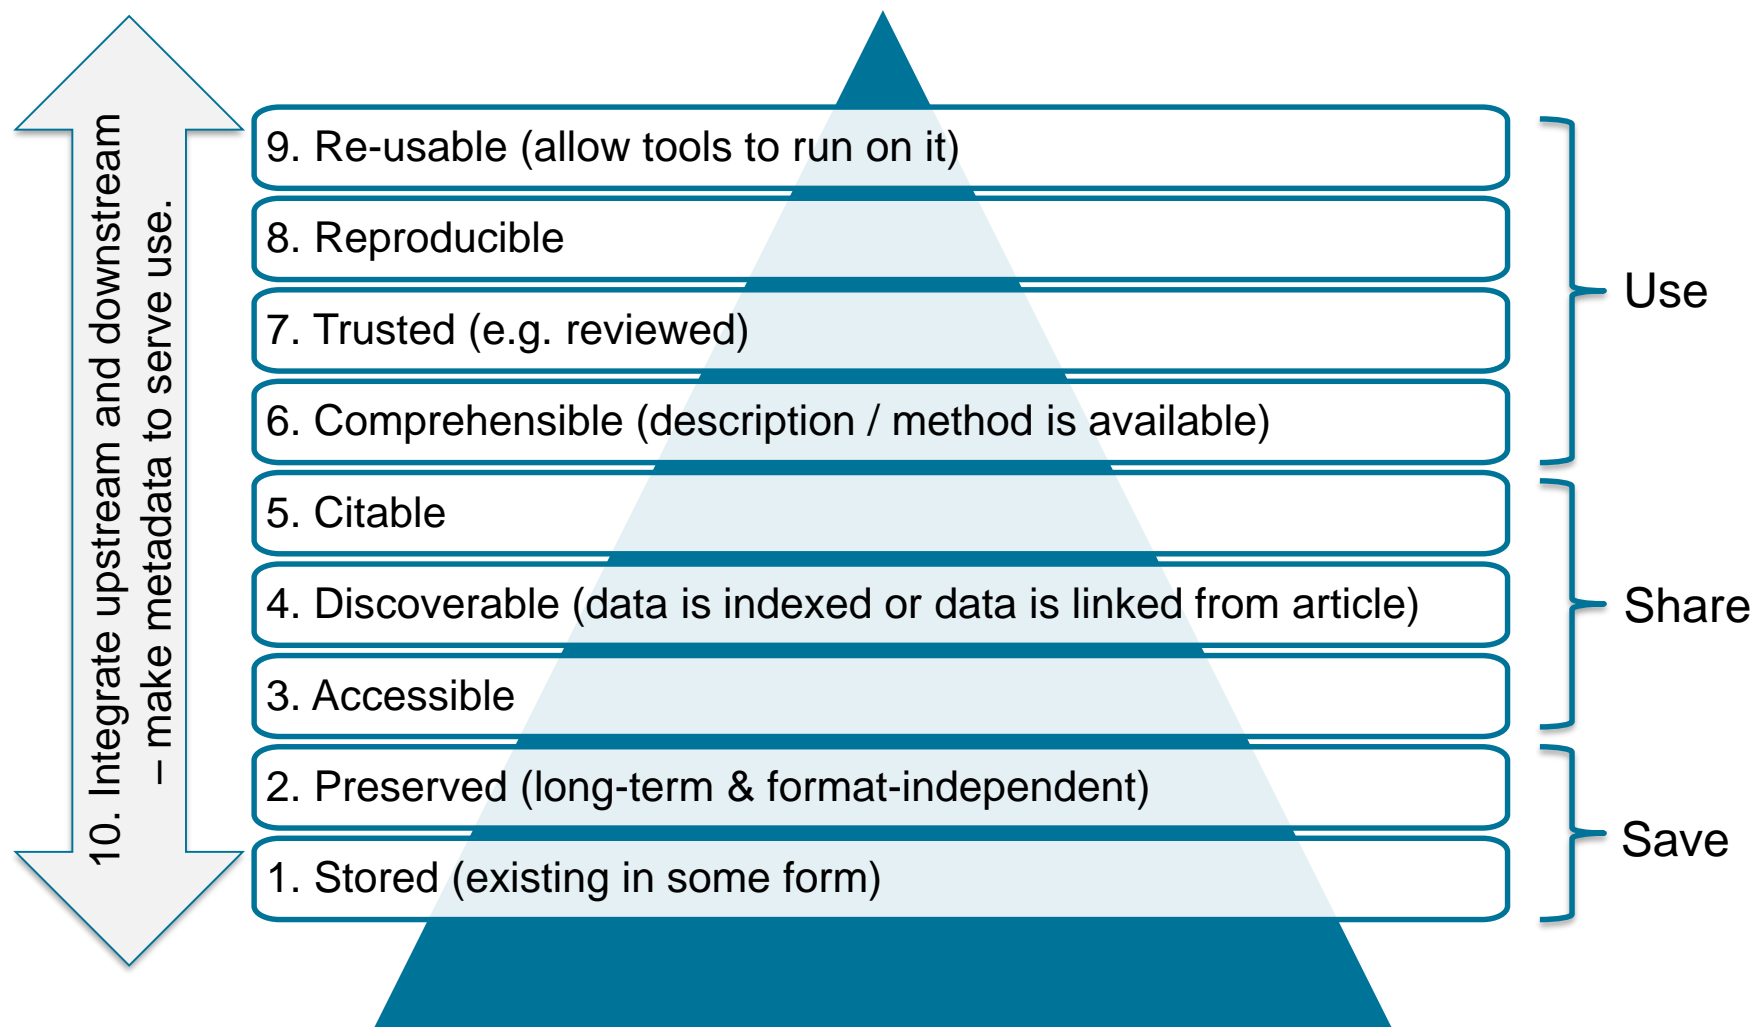 10. Integrate upstream and downstream
– make metadata to serve use.
9. Re-usable (allow tools to run on it)
8. Reproducible
7. Trusted (e.g. reviewed)
6. Comprehensible (description / method is available)
Use
5. Citable
4. Discoverable (data is indexed or data is linked from article)
3. Accessible
Share
2. Preserved (long-term & format-independent)
1. Stored (existing in some form)
Save